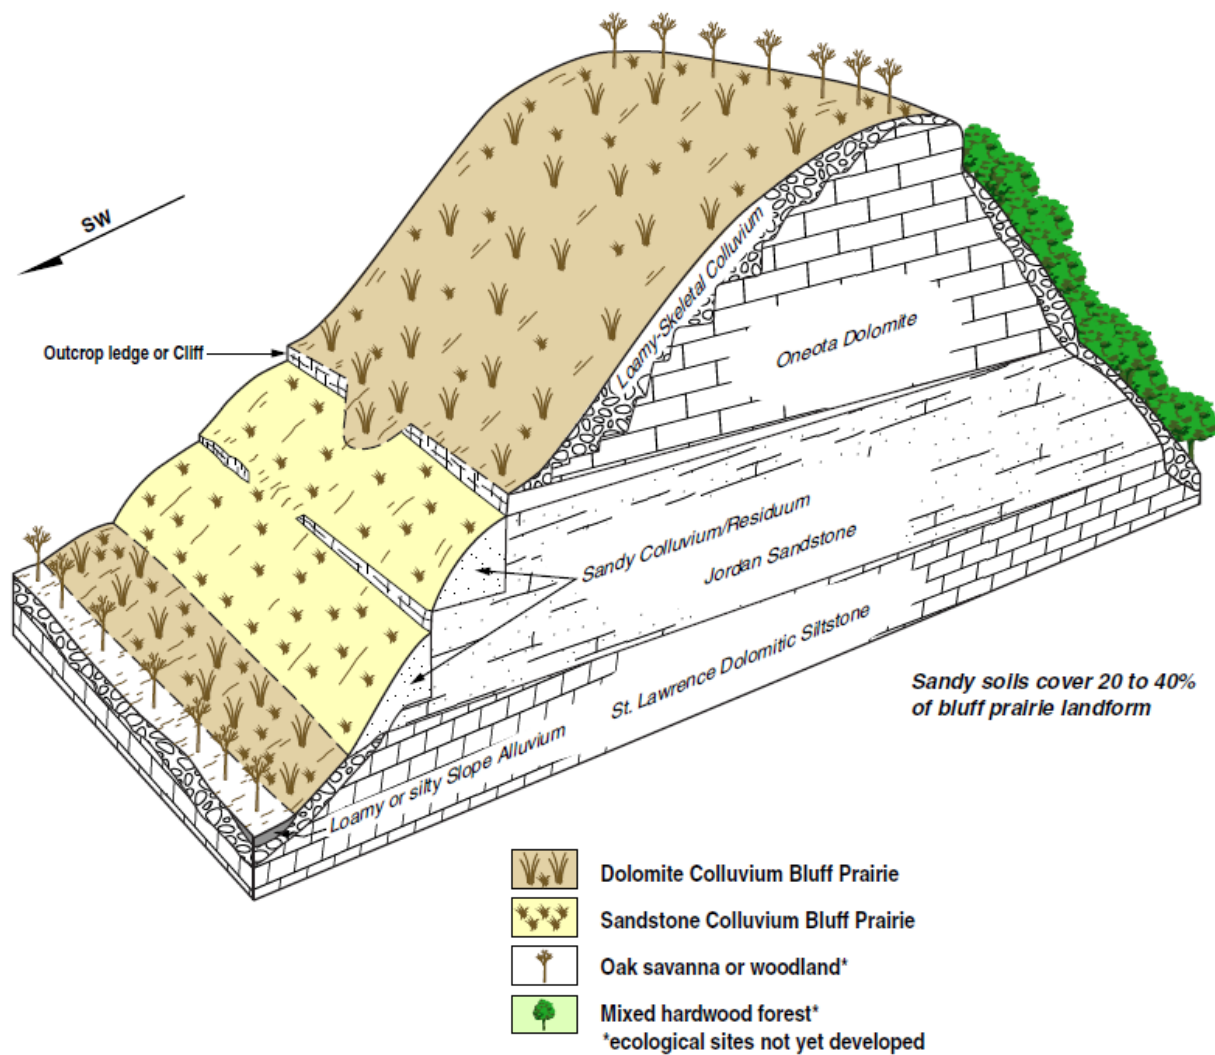 SW
Outcrop ledge or Cliff
Loamy-Skeletal Colluvium
Oneota Dolomite
Sandy Colluvium/Residuum
Jordan Sandstone
St. Lawrence Dolomitic Siltstone
Loamy or silty Slope Alluvium
Sandy soils cover 20 to 40%
of bluff prairie landform
Dolomite Colluvium Bluff Prairie
Sandstone Colluvium Bluff Prairie
Oak savanna or woodland*
Mixed hardwood forest*
*ecological sites not yet developed